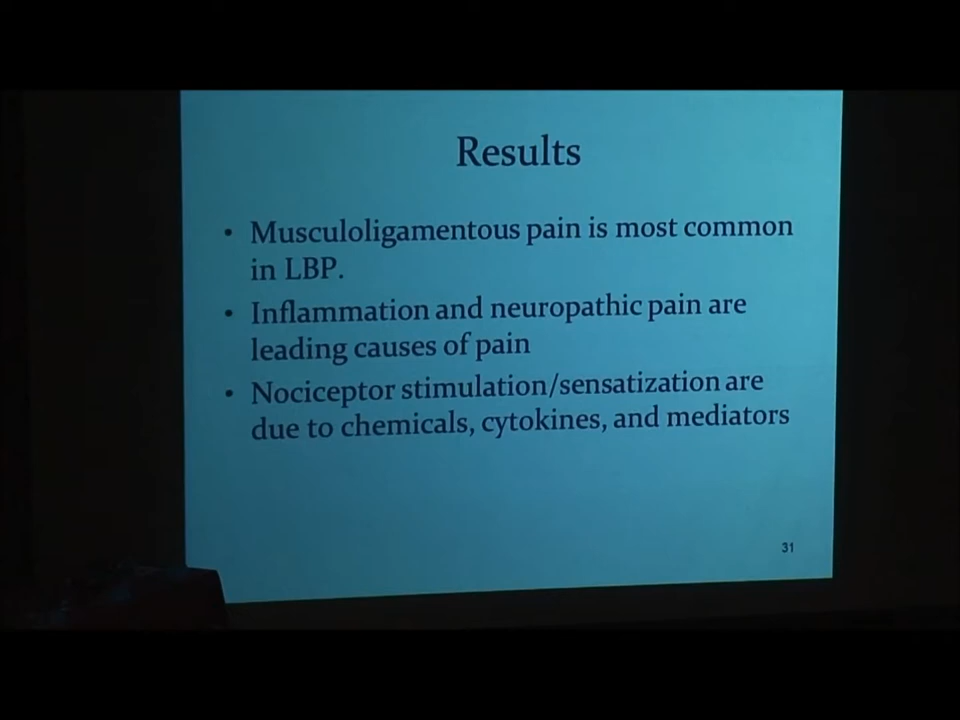 Results
• Musculoligamentous pain is most common
in LBP.
• Inflammation and neuropathic pain are
leading causes of pain
• Nociceptor stimulation/sensatization are
due to chemicals, cytokines, and mediators
31